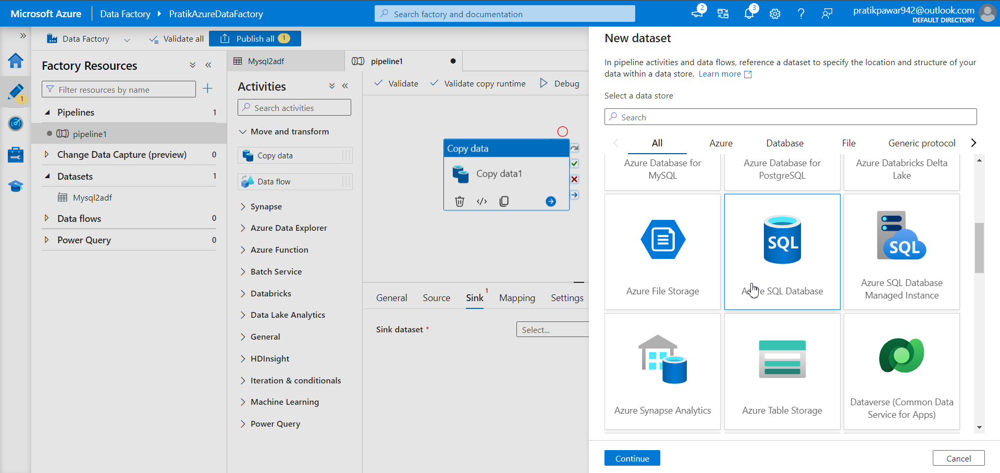 Microsoft Azure
Data Factory
PratikAzureDataFactory
Search factory and documentation
2
3
pratikpawar942@outlook.com
DEFAULT DIRECTORY
Data Factory
Validate all
Publish all
1
1
Factory Resources
Filter resources by name
Pipelines
1
pipeline1
Change Data Capture (preview)
0
Datasets
1
Mysql2adf
Data flows
0
Power Query
0
Mysql2adf
pipeline1
Activities
Search activities
Move and transform
Copy data
Data flow
Synapse
Azure Data Explorer
Azure Function
Batch Service
Databricks
Data Lake Analytics
General
HDInsight
Iteration & conditionals
Machine Learning
Power Query
Validate
Validate copy runtime
Debug
Copy data
Copy data1
General
Source
Sink
1
Mapping
Settings
Sink dataset *
Select...
New dataset
In pipeline activities and data flows, reference a dataset to specify the location and structure of your
data within a data store. Learn more
Select a data store
Search
All
Azure
Database
File
Generic protocol
Azure Database for
MySQL
Azure Database for
PostgreSQL
Azure Databricks Delta
Lake
Azure File Storage
SQL
Azure SQL Database
SQL
Azure SQL Database
Managed Instance
Azure Synapse Analytics
Azure Table Storage
Dataverse (Common Data
Service for Apps)
Continue
Cancel